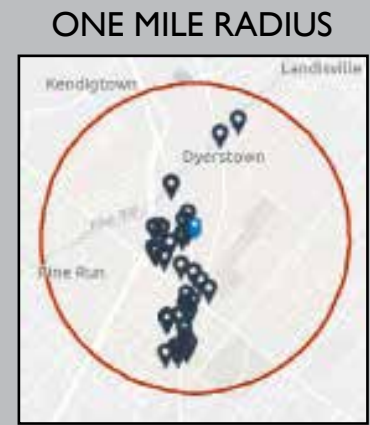 ONE MILE RADIUS
Landisville
Kendigtown
Dyerstown
Pine Run